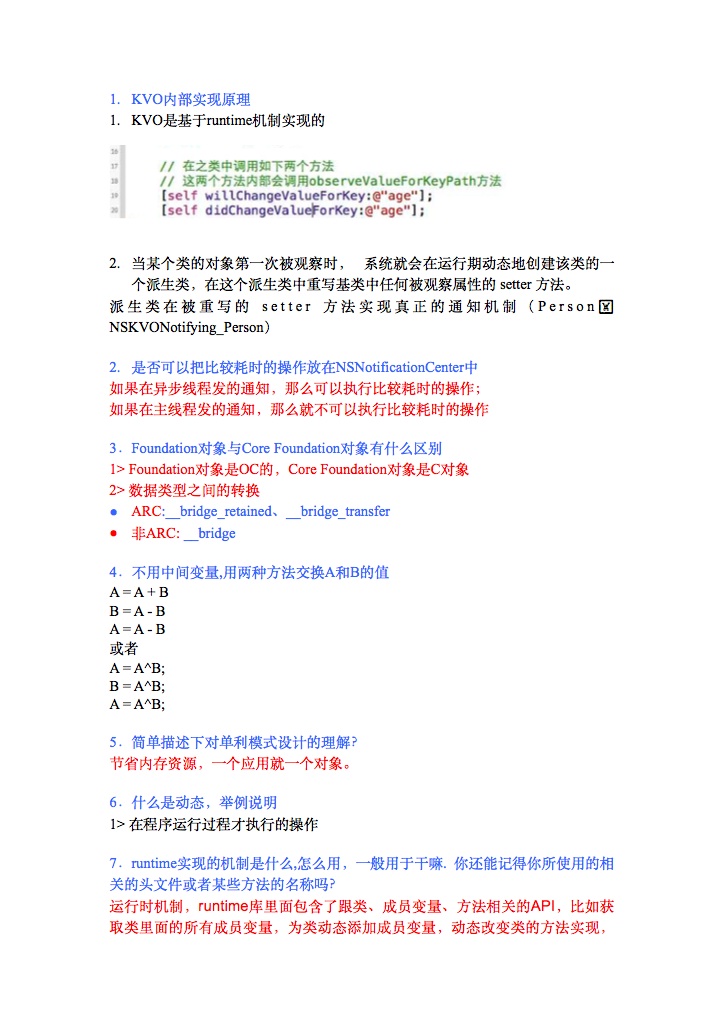 1. KVO内部实现原理
1. KVO是基于runtime机制实现的
16
17 // 在之类中调用如下两个方法
18 // 这两个方法内部会调用observeValueForKeyPath方法
19 [self willChangeValueForKey:@"age"];
20 [self didChangeValueForKey:@"age"];
2. 当某个类的对象第一次被观察时， 系统就会在运行期动态地创建该类的一
个派生类，在这个派生类中重写基类中任何被观察属性的 setter 方法。
派生类在被重写的 setter 方法实现真正的通知机制（Person
NSKVONotifying_Person）
2. 是否可以把比较耗时的操作放在NSNotificationCenter中
如果在异步线程发的通知，那么可以执行比较耗时的操作；
如果在主线程发的通知，那么就不可以执行比较耗时的操作
3．Foundation对象与Core Foundation对象有什么区别
1> Foundation对象是OC的，Core Foundation对象是C对象
2> 数据类型之间的转换
• ARC:__bridge_retained、__bridge_transfer
• 非ARC: __bridge
4．不用中间变量,用两种方法交换A和B的值
A = A + B
B = A - B
A = A - B
或者
A = A^B;
B = A^B;
A = A^B;
5．简单描述下对单利模式设计的理解?
节省内存资源，一个应用就一个对象。
6．什么是动态，举例说明
1> 在程序运行过程才执行的操作
7．runtime实现的机制是什么,怎么用，一般用于干嘛. 你还能记得你所使用的相
关的头文件或者某些方法的名称吗?
运行时机制，runtime库里面包含了跟类、成员变量、方法相关的API，比如获
取类里面的所有成员变量，为类动态添加成员变量，动态改变类的方法实现，